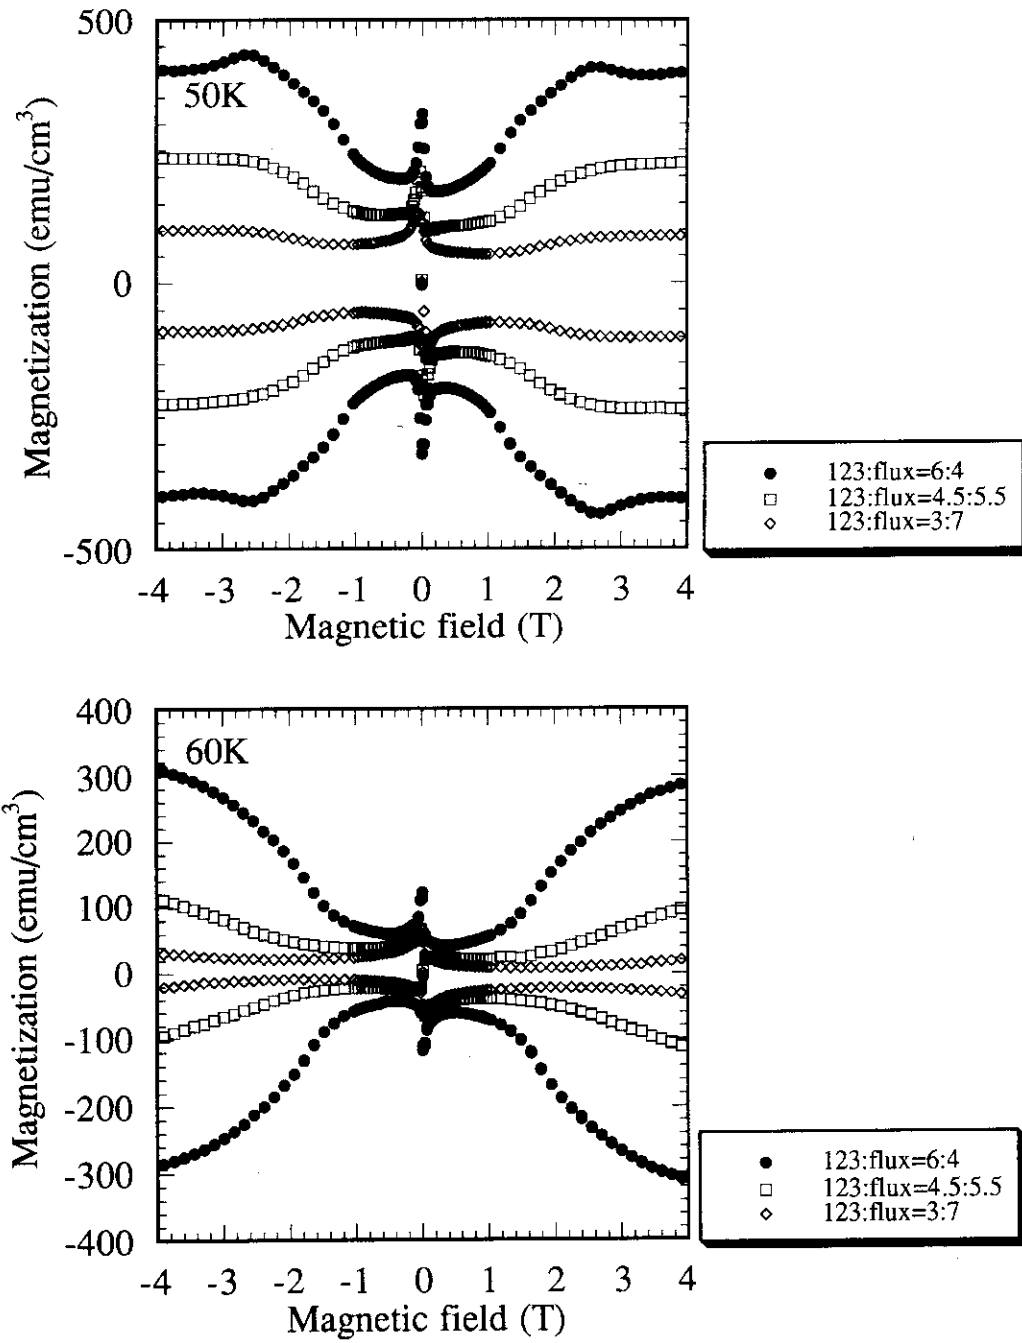 500
50K
0
-500
Magnetization (emu/cm³)
-4 -3 -2 -1 0 1 2 3 4
Magnetic field (T)
123:flux=6:4
123:flux=4.5:5.5
123:flux=3:7
400
60K
300
200
100
0
-100
-200
-300
-400
Magnetization (emu/cm³)
-4 -3 -2 -1 0 1 2 3 4
Magnetic field (T)
123:flux=6:4
123:flux=4.5:5.5
123:flux=3:7